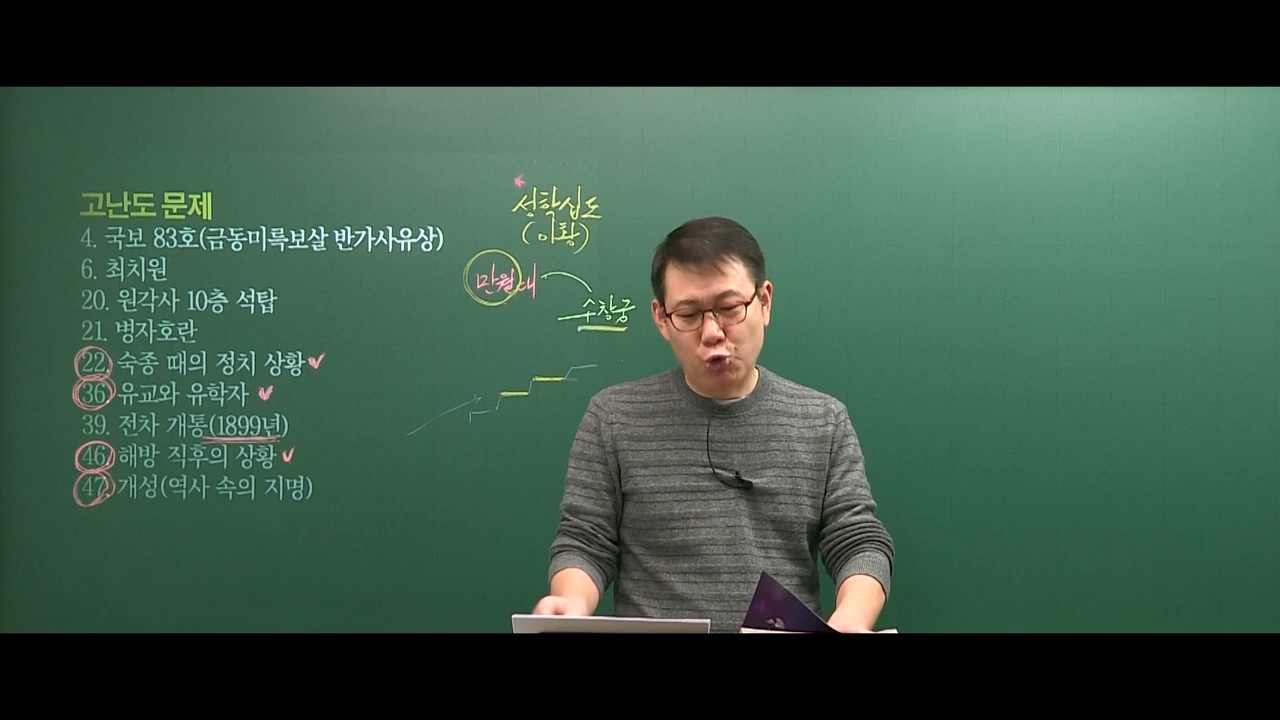 고난도 문제
4. 국보 83호(금동미륵보살 반가사유상)
6. 최치원
20. 원각사 10층 석탑
21. 병자호란
22. 숙종 때의 정치 상황
36. 유교와 유학자
39. 전차 개통(1899년)
46. 해방 직후의 상황
47. 개성(역사 속의 지명)
성학십도
(이황)
만월대
수창궁